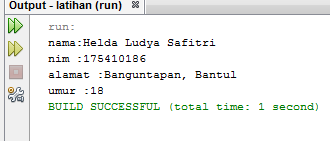 Output - latihan (run)
run:
nama:Helda Ludya Safitri
nim :175410186
alamat :Banguntapan, Bantul
umur :18
BUILD SUCCESSFUL (total time: 1 second)